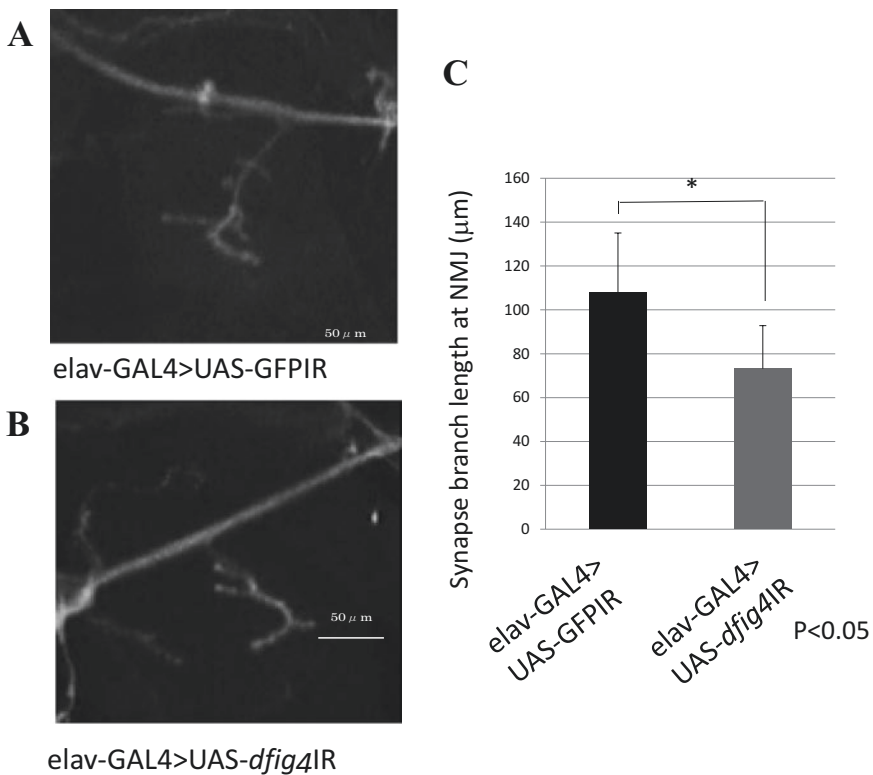 A
50 μ m
elav-GAL4>UAS-GFPIR
B
50 μ m
elav-GAL4>UAS-dfig4IR
C
Synapse branch length at NMJ (μm)
160
140
120
100
80
60
40
20
0
*
elav-GAL4>
UAS-GFPIR
elav-GAL4>
UAS-dfig4IR
P<0.05